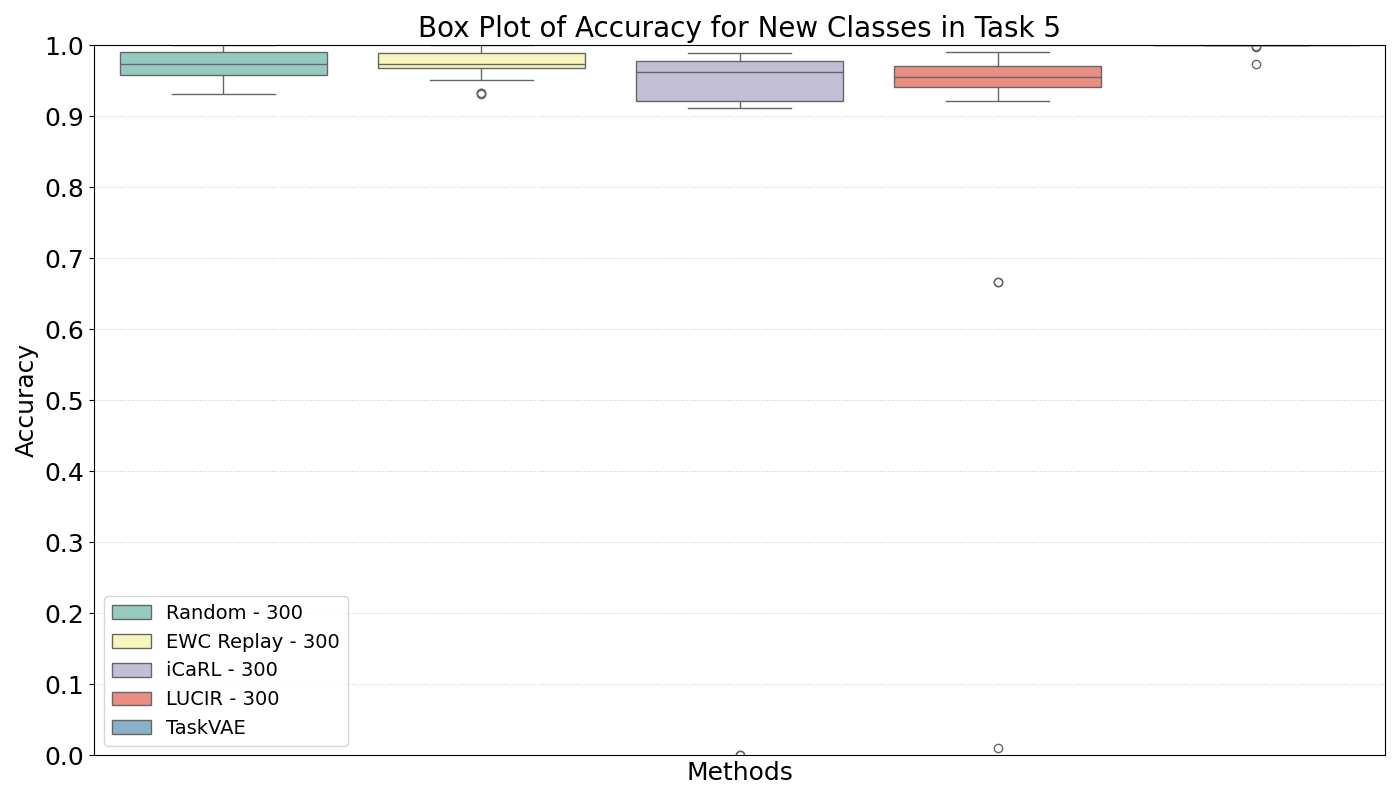 Box Plot of Accuracy for New Classes in Task 5
1.0
0.9
0.8
0.7
0.6
0.5
0.4
0.3
0.2
0.1
0.0
Accuracy
Random - 300
EWC Replay - 300
iCaRL - 300
LUCIR - 300
TaskVAE
Methods